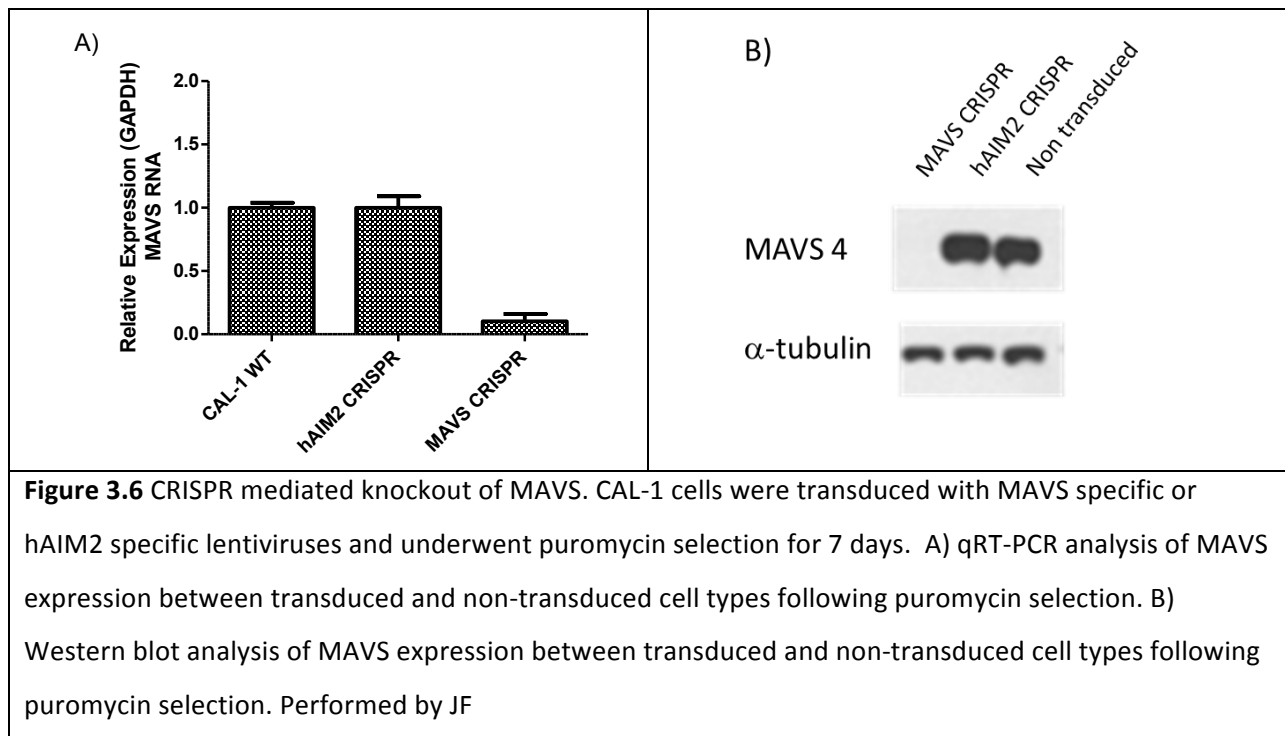 A)
2.0
1.5
1.0
0.5
0.0
Relative Expression (GAPDH)
MAVS RNA
CAL-1 WT
hAIM2 CRISPR
MAVS CRISPR
B)
MAVS CRISPR
hAIM2 CRISPR
Non transduced
MAVS 4
α-tubulin
Figure 3.6 CRISPR mediated knockout of MAVS. CAL-1 cells were transduced with MAVS specific or
hAIM2 specific lentiviruses and underwent puromycin selection for 7 days. A) qRT-PCR analysis of MAVS
expression between transduced and non-transduced cell types following puromycin selection. B)
Western blot analysis of MAVS expression between transduced and non-transduced cell types following
puromycin selection. Performed by JF